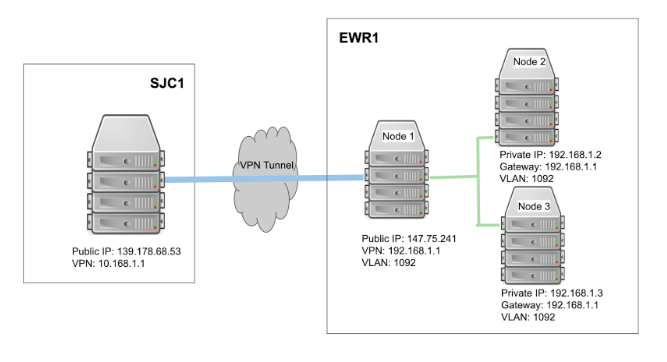 EWR1
SJC1
Node 2
Node 1
VPN Tunnel
Private IP: 192.168.1.2
Gateway: 192.168.1.1
VLAN: 1092
Node 3
Public IP: 139.178.68.53
VPN: 10.168.1.1
Public IP: 147.75.241
VPN: 192.168.1.1
VLAN: 1092
Private IP: 192.168.1.3
Gateway: 192.168.1.1
VLAN: 1092